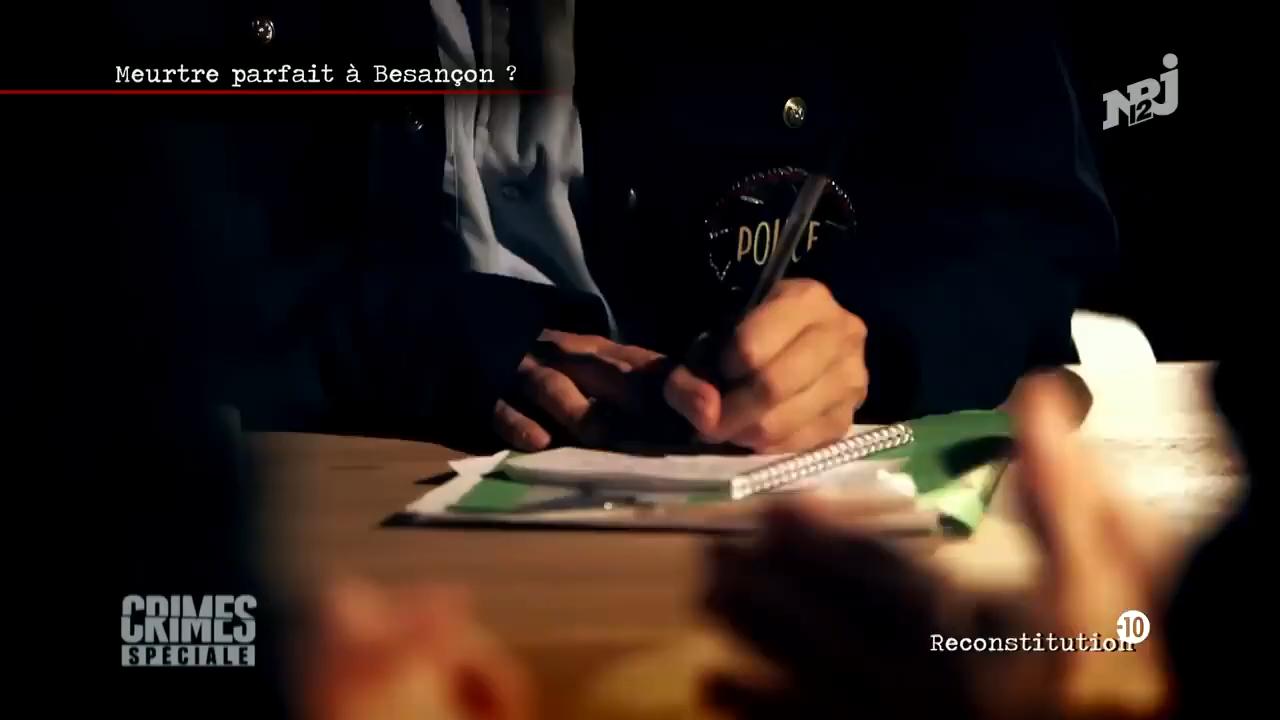 Meurtre parfait à Besançon ?
NRJ
12
POLICE
-10
Reconstitution
CRIMES
SPECIALE